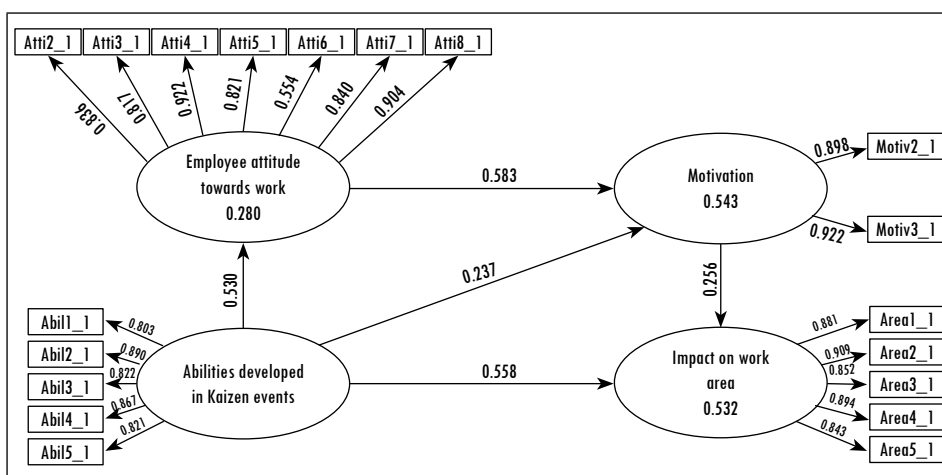 Atti2_1 Atti3_1 Atti4_1 Atti5_1 Atti6_1 Atti7_1 Atti8_1
0.836 0.817 0.922 0.821 0.554 0.840 0.904
Employee attitude
towards work
0.280
0.583
Motivation
0.543
0.898
Motiv2_1
0.922
Motiv3_1
0.530
0.237
0.256
Abil1_1
0.803
Abil2_1
0.890
Abil3_1
0.822
Abil4_1
0.867
Abil5_1
0.821
Abilities developed
in Kaizen events
0.558
Impact on work
area
0.532
0.881
Area1_1
0.909
Area2_1
0.852
Area3_1
0.894
Area4_1
0.843
Area5_1